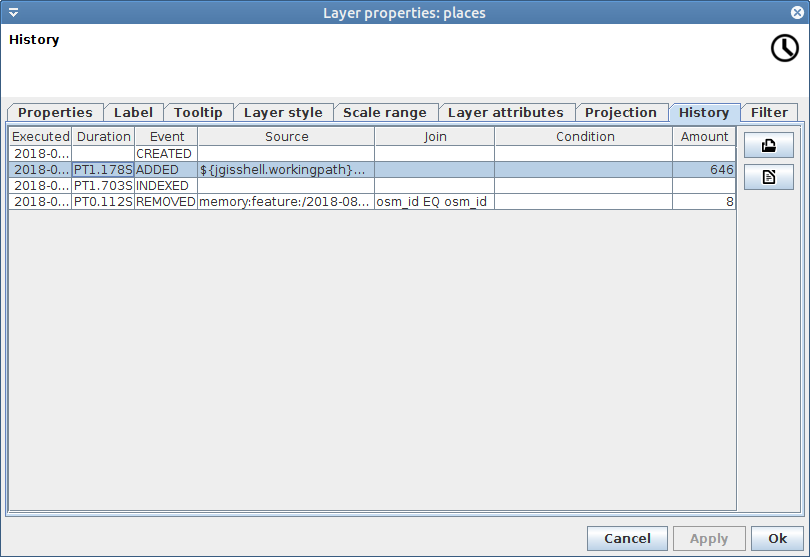 Layer properties: places
History
Properties Label Tooltip Layer style Scale range Layer attributes Projection History Filter
Executed Duration Event Source Join Condition Amount
2018-0... CREATED
2018-0... PT1.178S ADDED ${jgisshell.workingpath}... 646
2018-0... PT1.703S INDEXED
2018-0... PT0.112S REMOVED memory:feature:/2018-08... osm_id EQ osm_id 8
Cancel Apply Ok